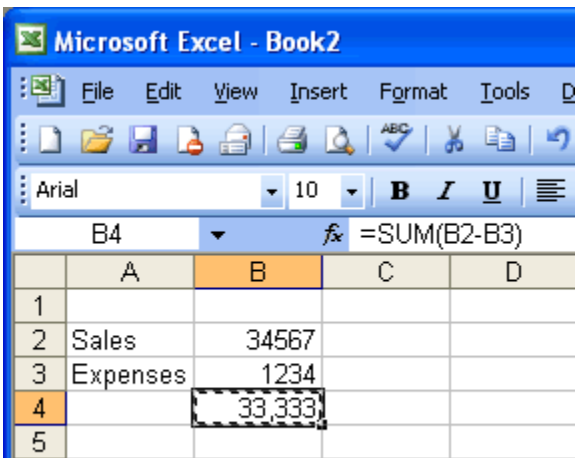 Microsoft Excel - Book2
File Edit View Insert Format Tools D
ABC
Arial 10 B I U
B4 fx =SUM(B2-B3)
A B C D
1
2 Sales 34567
3 Expenses 1234
4 33,333
5